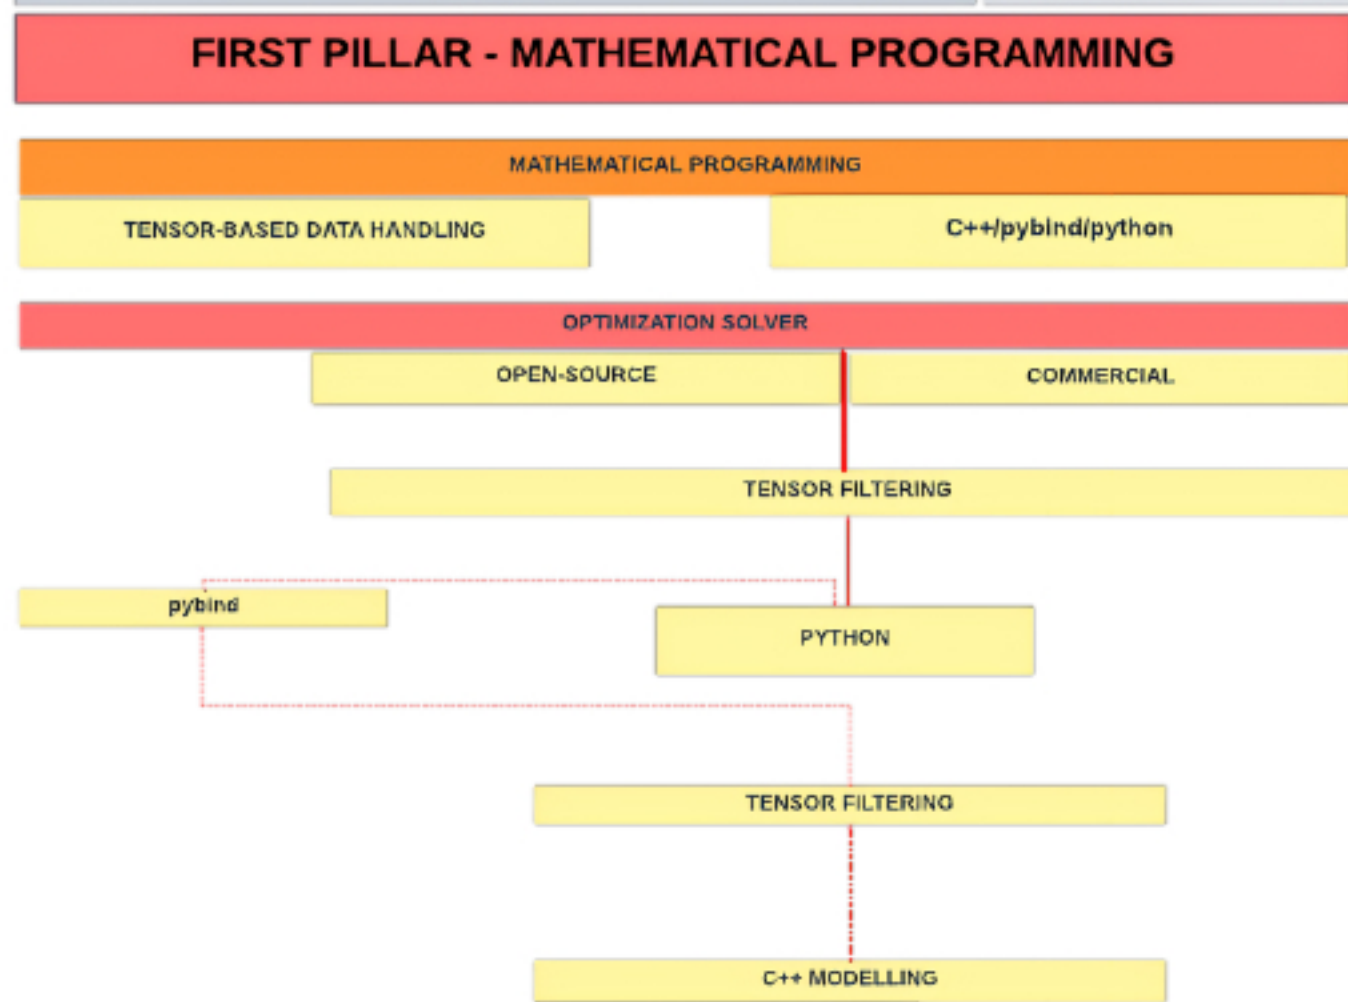 FIRST PILLAR - MATHEMATICAL PROGRAMMING
MATHEMATICAL PROGRAMMING
TENSOR-BASED DATA HANDLING
C++/pybind/python
OPTIMIZATION SOLVER
OPEN-SOURCE
COMMERCIAL
TENSOR FILTERING
pybind
PYTHON
TENSOR FILTERING
C++ MODELLING